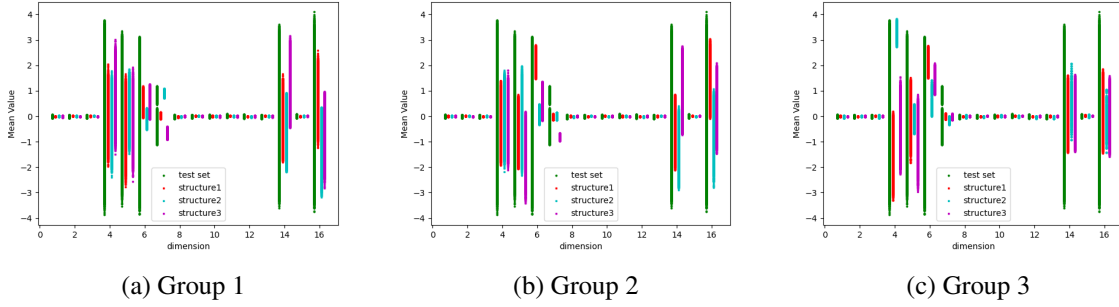 4
3
2
1
0
−1
−2
−3
−4
Mean Value
test set
structure1
structure2
structure3
0 2 4 6 8 10 12 14 16
dimension
(a) Group 1
4
3
2
1
0
−1
−2
−3
−4
Mean Value
test set
structure1
structure2
structure3
0 2 4 6 8 10 12 14 16
dimension
(b) Group 2
4
3
2
1
0
−1
−2
−3
−4
Mean Value
test set
structure1
structure2
structure3
0 2 4 6 8 10 12 14 16
dimension
(c) Group 3